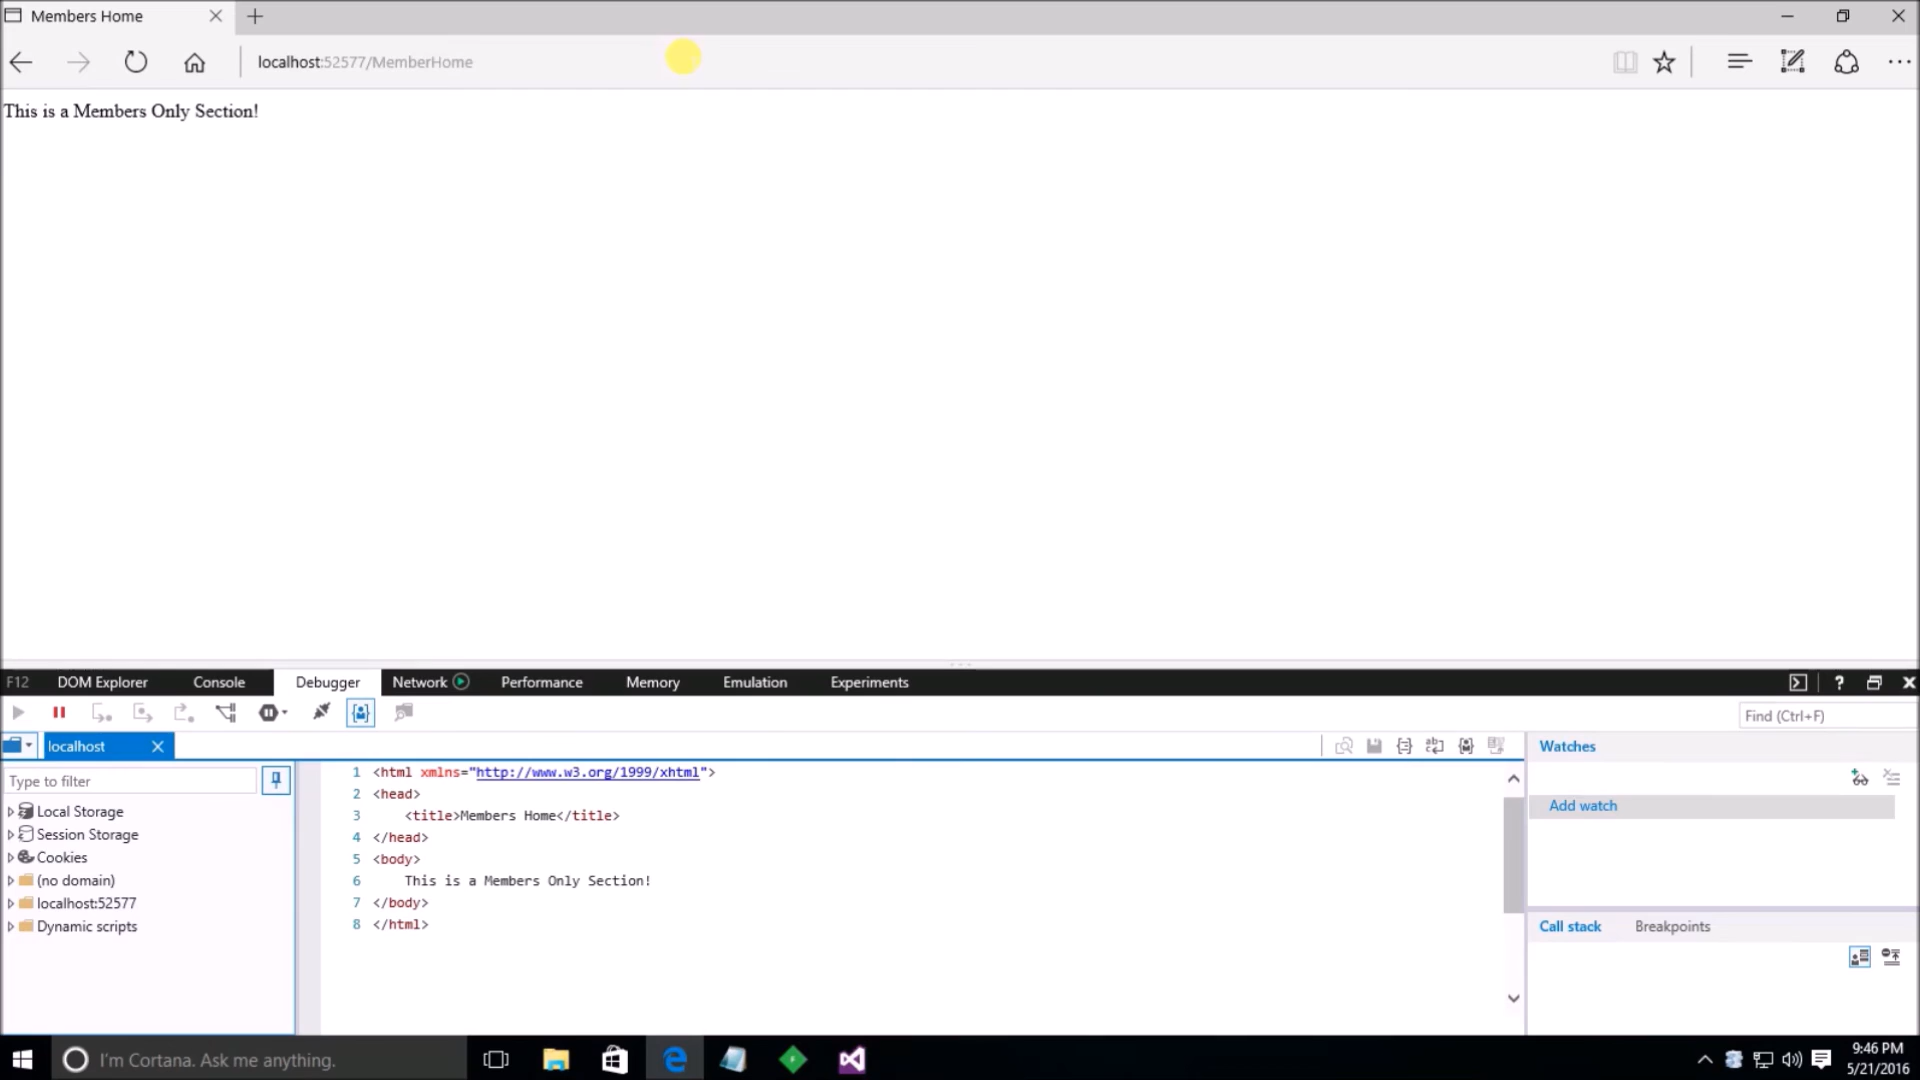 Members Home
localhost:52577/MemberHome
This is a Members Only Section!
F12 DOM Explorer Console Debugger Network Performance Memory Emulation Experiments ?
Find (Ctrl+F)
localhost
Watches
Type to filter
Add watch
Local Storage
Session Storage
Cookies
(no domain)
localhost:52577
Dynamic scripts
1 <html xmlns="http://www.w3.org/1999/xhtml">
2 <head>
3 <title>Members Home</title>
4 </head>
5 <body>
6 This is a Members Only Section!
7 </body>
8 </html>
Call stack Breakpoints
I'm Cortana. Ask me anything.
9:46 PM
5/21/2016